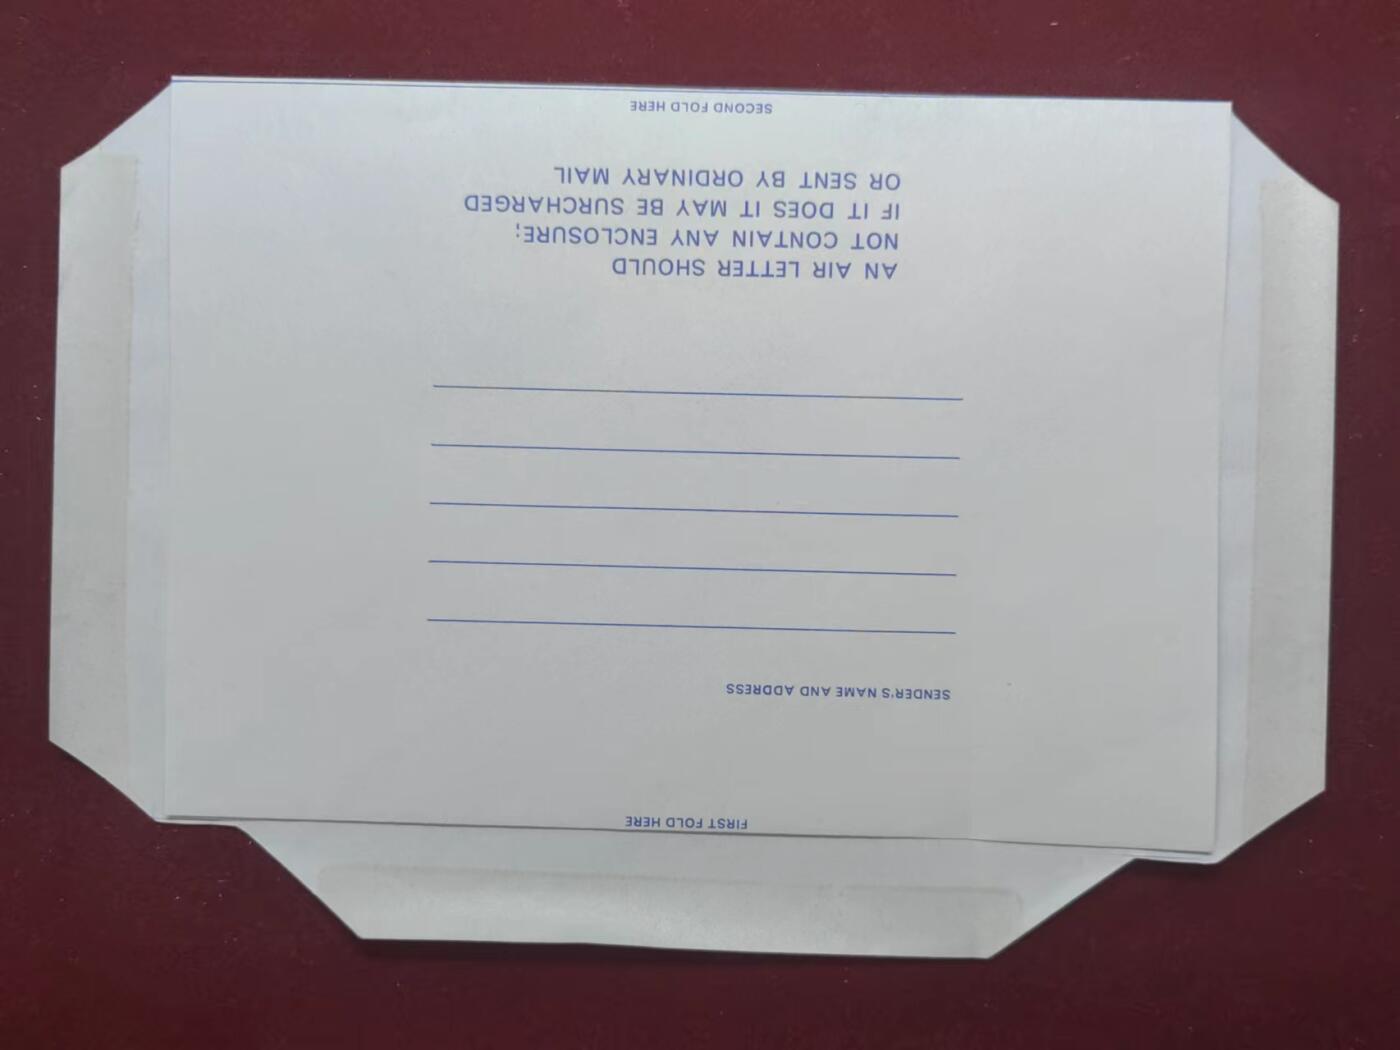 FIRST FOLD HERE
SENDER'S NAME AND ADDRESS
AN AIR LETTER SHOULD
NOT CONTAIN ANY ENCLOSURE;
IF IT DOES IT MAY BE SURCHARGED
OR SENT BY ORDINARY MAIL
SECOND FOLD HERE